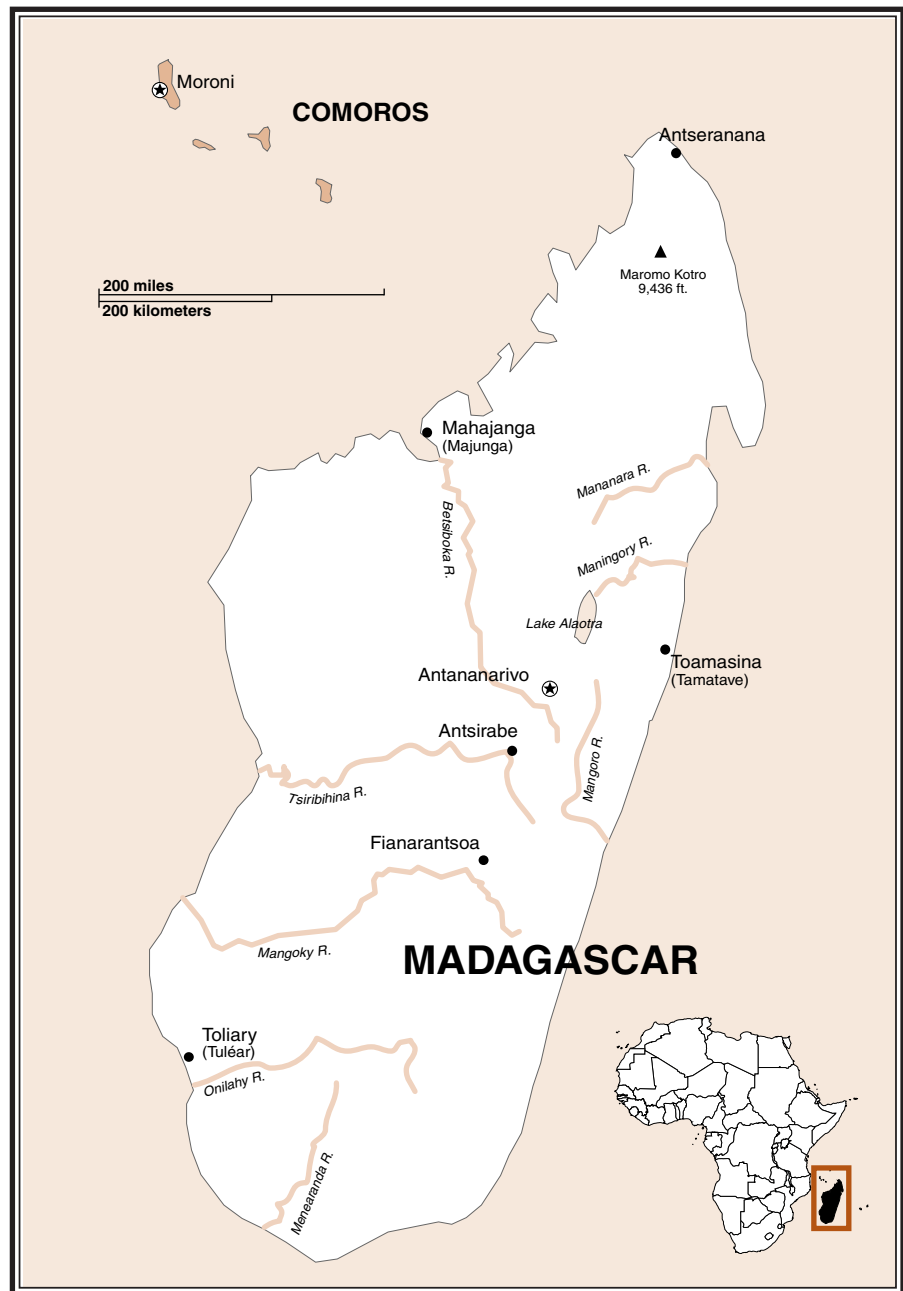 Moroni
COMOROS
Antseranana
Maromo Kotro
9,436 ft.
200 miles
200 kilometers
Mahajanga
(Majunga)
Mananara R.
Betsiboka R.
Maningory R.
Lake Alaotra
Toamasina
(Tamatave)
Antananarivo
Antsirabe
Mangoro R.
Tsiribihina R.
Fianarantsoa
Mangoky R.
MADAGASCAR
Toliary
(Tuléar)
Onilahy R.
Menearanda R.